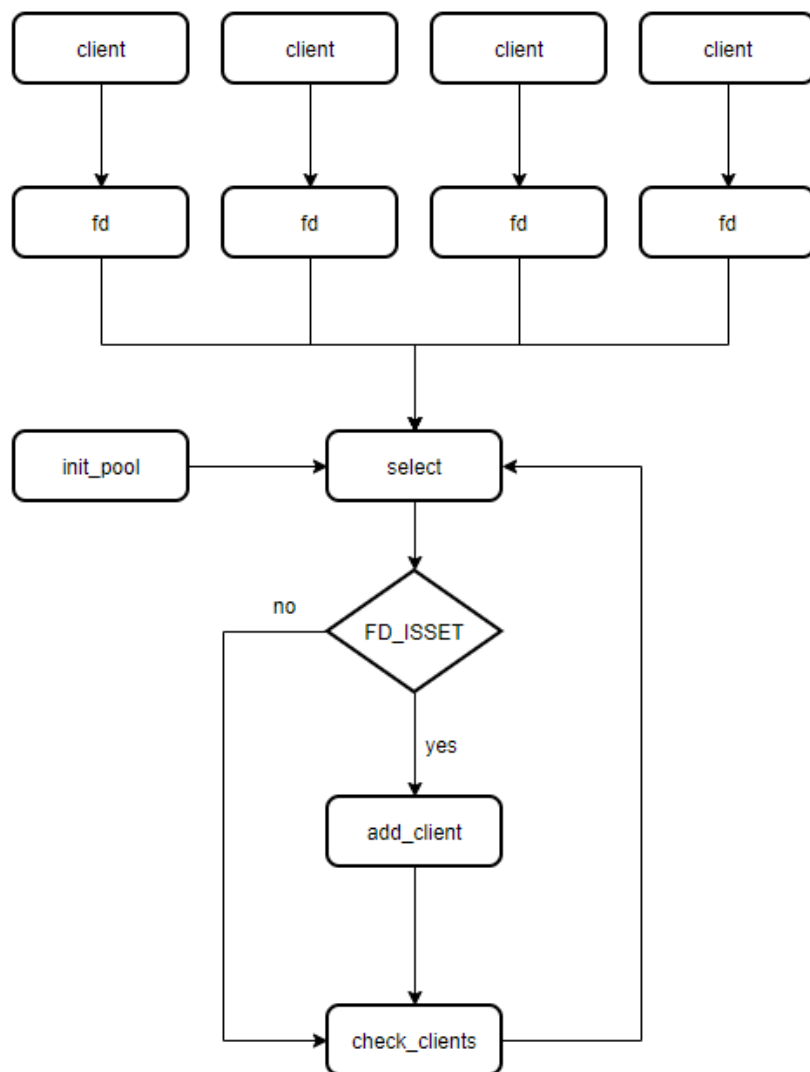 client
client
client
client
fd
fd
fd
fd
init_pool
select
no
FD_ISSET
yes
add_client
check_clients